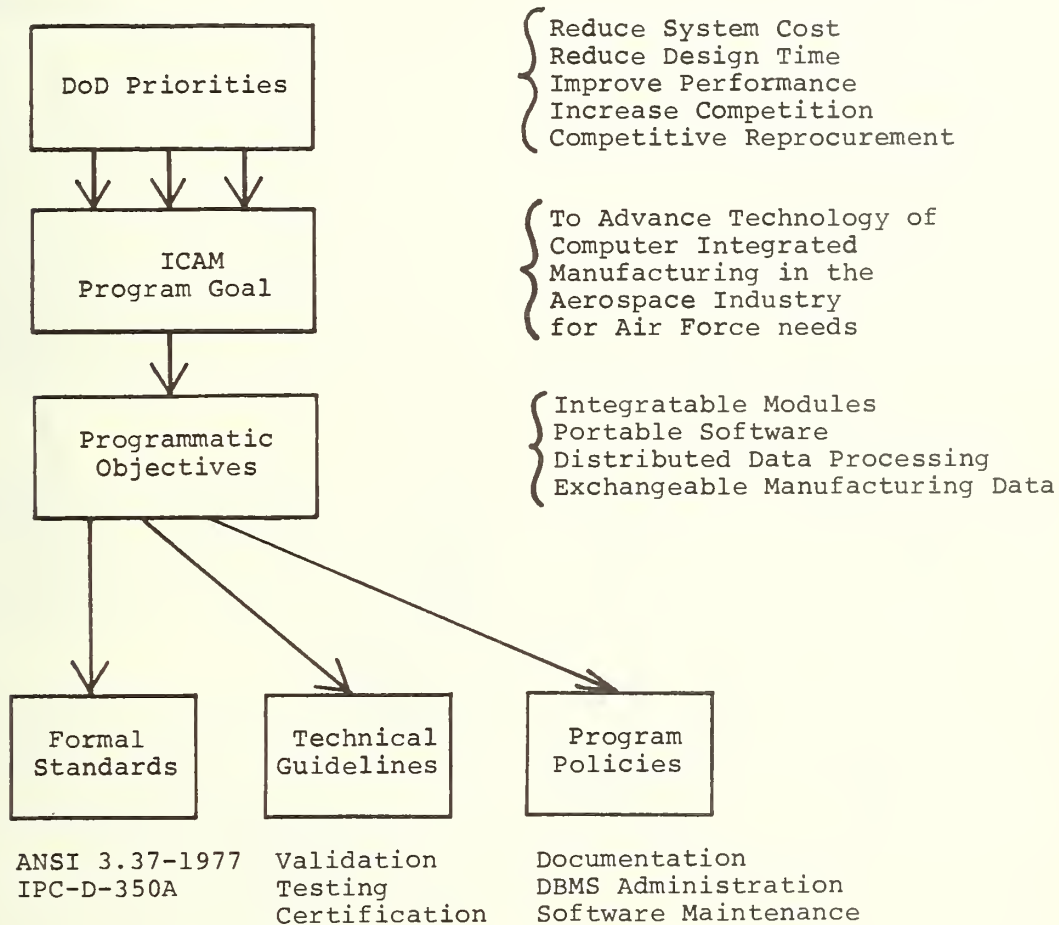 DoD Priorities
Reduce System Cost
Reduce Design Time
Improve Performance
Increase Competition
Competitive Reprocurement
ICAM
Program Goal
To Advance Technology of
Computer Integrated
Manufacturing in the
Aerospace Industry
for Air Force needs
Programmatic
Objectives
Integratable Modules
Portable Software
Distributed Data Processing
Exchangeable Manufacturing Data
Formal
Standards
Technical
Guidelines
Program
Policies
ANSI 3.37-1977
IPC-D-350A
Validation
Testing
Certification
Documentation
DBMS Administration
Software Maintenance